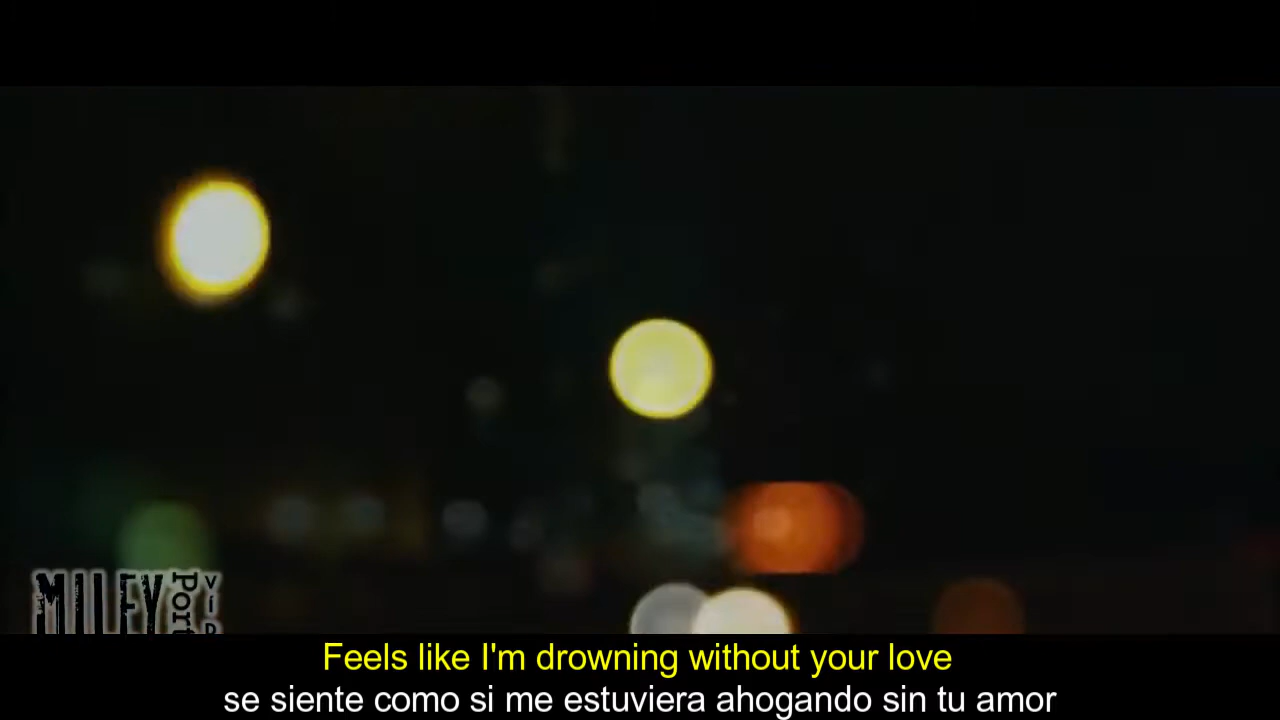 MILEY
Feels like I'm drowning without your love
se siente como si me estuviera ahogando sin tu amor